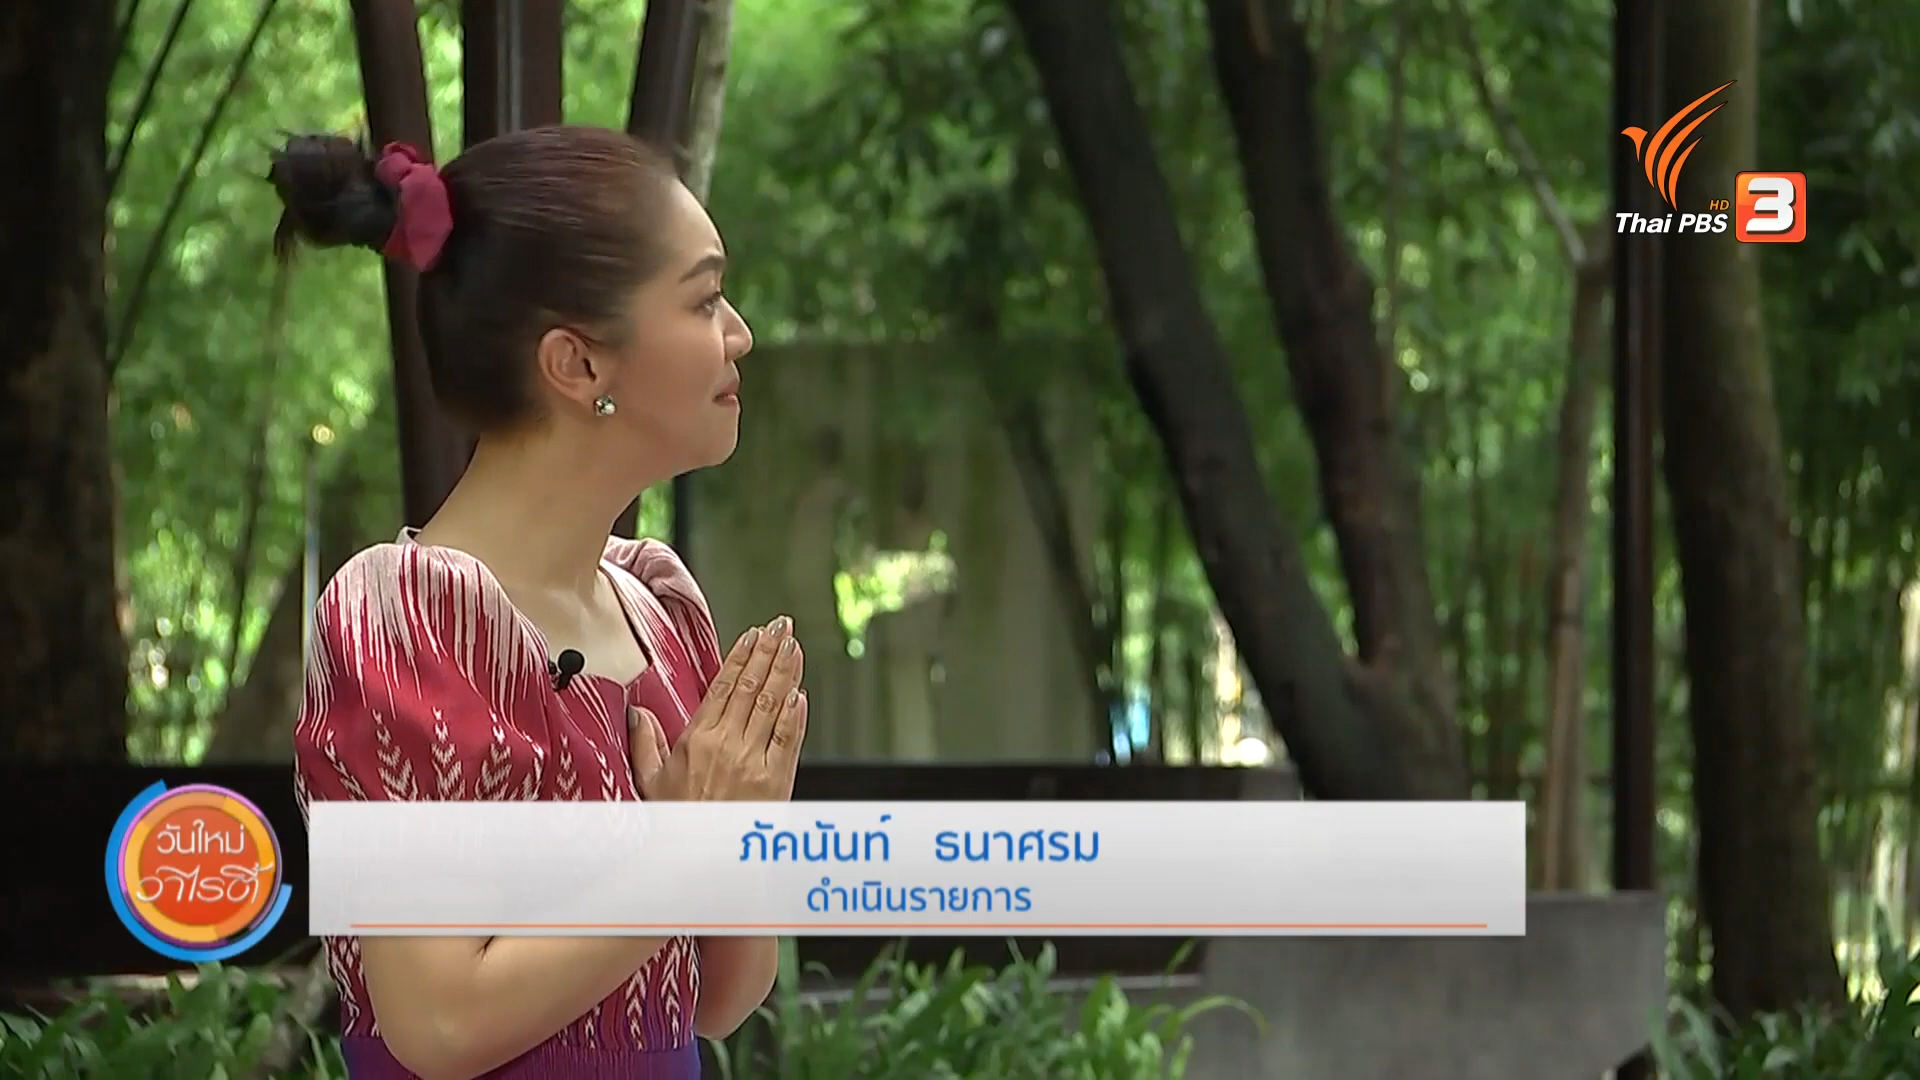 HD
Thai PBS 3
วันใหม่
วาไรตี้
ภัคนันท์ ธนาศรม
ดำเนินรายการ